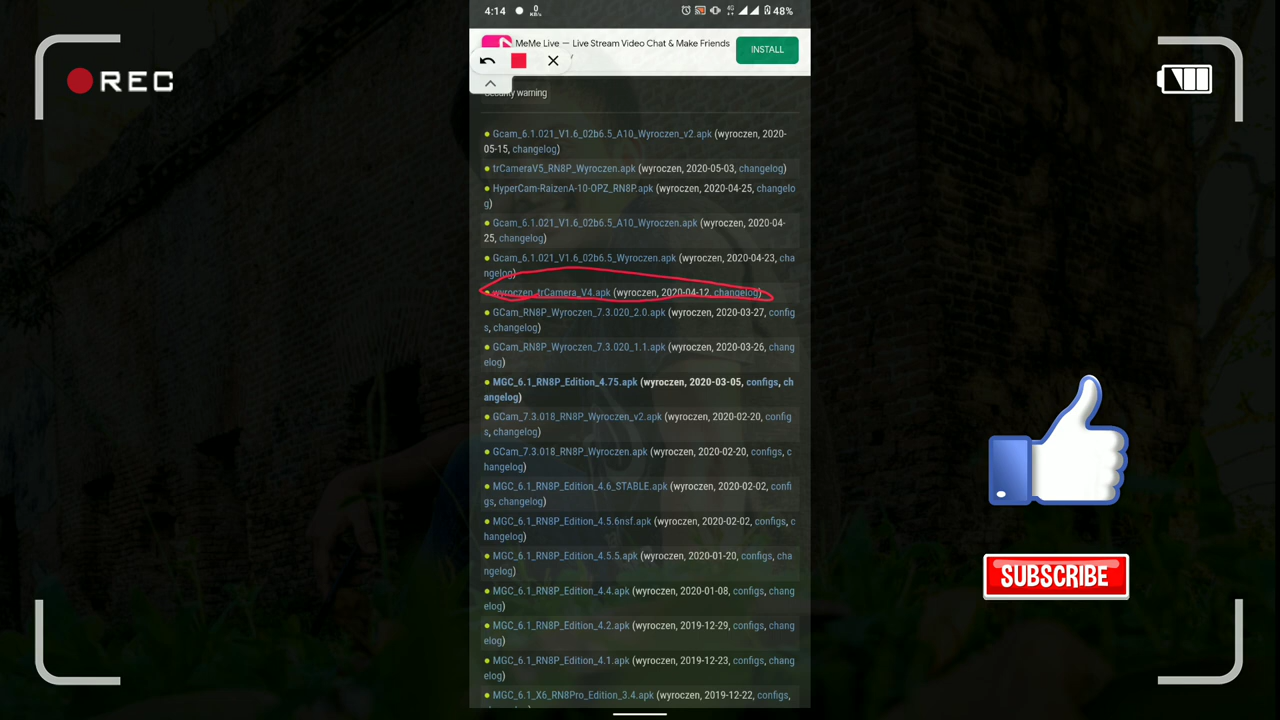 4:14 0 KB/s 4G 48%
REC
MeMe Live — Live Stream Video Chat & Make Friends
INSTALL
Security warning
Gcam_6.1.021_V1.6_02b6.5_A10_Wyroczen_v2.apk (wyroczen, 2020-
05-15, changelog)
trCameraV5_RN8P_Wyroczen.apk (wyroczen, 2020-05-03, changelog)
HyperCam-RaizenA-10-OPZ_RN8P.apk (wyroczen, 2020-04-25, changelo
g)
Gcam_6.1.021_V1.6_02b6.5_A10_Wyroczen.apk (wyroczen, 2020-04-
25, changelog)
Gcam_6.1.021_V1.6_02b6.5_Wyroczen.apk (wyroczen, 2020-04-23, cha
ngelog)
wyroczen_trCamera_V4.apk (wyroczen, 2020-04-12, changelog)
GCam_RN8P_Wyroczen_7.3.020_2.0.apk (wyroczen, 2020-03-27, config
s, changelog)
GCam_RN8P_Wyroczen_7.3.020_1.1.apk (wyroczen, 2020-03-26, chang
elog)
MGC_6.1_RN8P_Edition_4.75.apk (wyroczen, 2020-03-05, configs, ch
angelog)
GCam_7.3.018_RN8P_Wyroczen_v2.apk (wyroczen, 2020-02-20, config
s, changelog)
GCam_7.3.018_RN8P_Wyroczen.apk (wyroczen, 2020-02-20, configs, c
hangelog)
MGC_6.1_RN8P_Edition_4.6_STABLE.apk (wyroczen, 2020-02-02, confi
gs, changelog)
MGC_6.1_RN8P_Edition_4.5.6nsf.apk (wyroczen, 2020-02-02, configs, c
hangelog)
MGC_6.1_RN8P_Edition_4.5.5.apk (wyroczen, 2020-01-20, configs, cha
ngelog)
MGC_6.1_RN8P_Edition_4.4.apk (wyroczen, 2020-01-08, configs, chang
elog)
MGC_6.1_RN8P_Edition_4.2.apk (wyroczen, 2019-12-29, configs, chang
elog)
MGC_6.1_RN8P_Edition_4.1.apk (wyroczen, 2019-12-23, configs, chang
elog)
MGC_6.1_X6_RN8Pro_Edition_3.4.apk (wyroczen, 2019-12-22, configs,
SUBSCRIBE